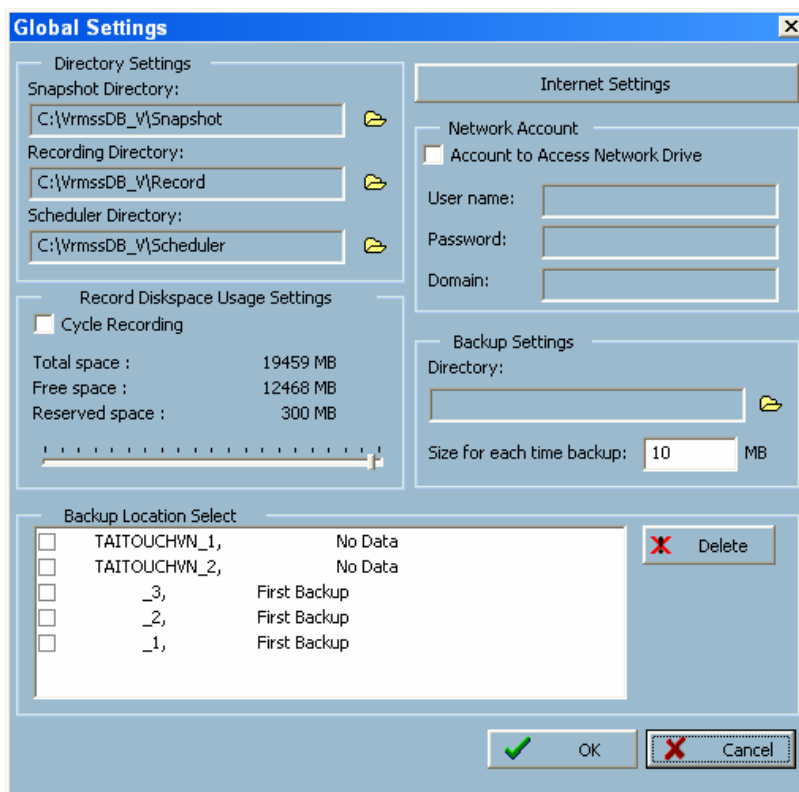 Global Settings
Directory Settings
Snapshot Directory:
C:\VrmssDB_V\Snapshot
Recording Directory:
C:\VrmssDB_V\Record
Scheduler Directory:
C:\VrmssDB_V\Scheduler
Record Diskspace Usage Settings
Cycle Recording
Total space : 19459 MB
Free space : 12468 MB
Reserved space : 300 MB
Internet Settings
Network Account
Account to Access Network Drive
User name:
Password:
Domain:
Backup Settings
Directory:
Size for each time backup: 10 MB
Backup Location Select
TAITOUCHVN_1, No Data
TAITOUCHVN_2, No Data
_3, First Backup
_2, First Backup
_1, First Backup
Delete
OK
Cancel